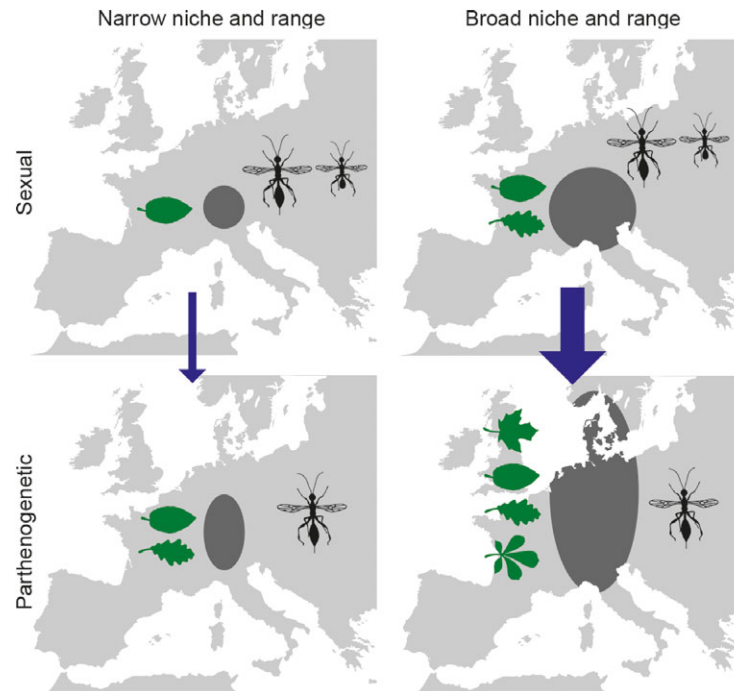 Narrow niche and range
Broad niche and range
Sexual
Parthenogenetic